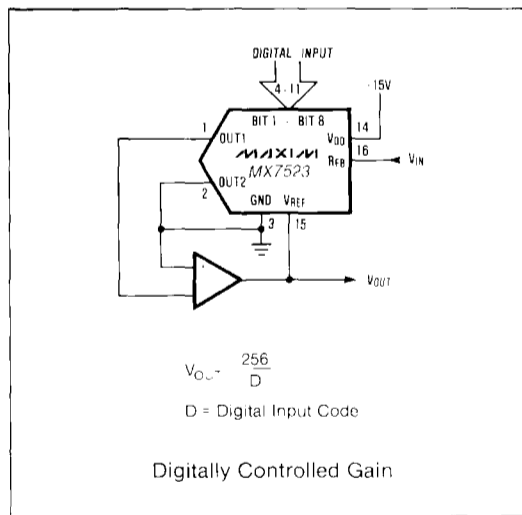 DIGITAL INPUT
4-11
15V
BIT 1 - BIT 8
1
OUT1
14
VDD
MAXIM
16
MX7523
RFB
VIN
OUT2
2
GND
VREF
3
15
VOUT
256
D
D = Digital Input Code
Digitally Controlled Gain